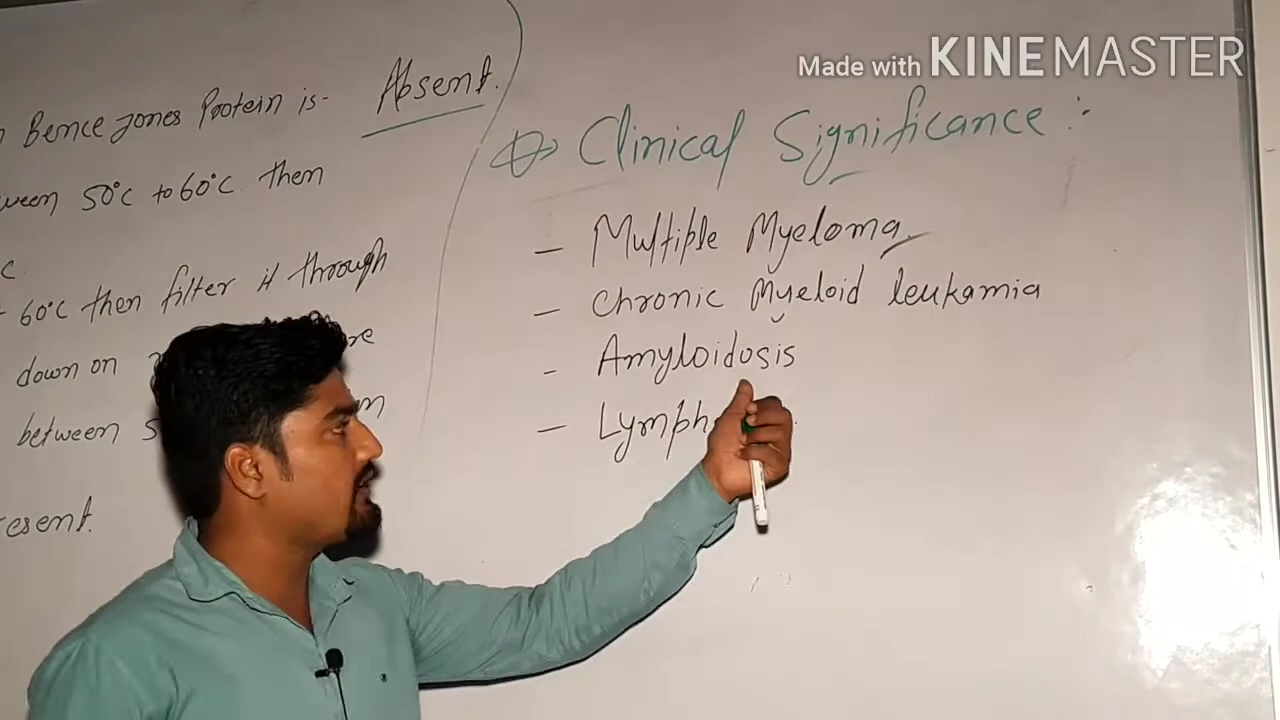 Made with KINEMASTER
Bence Jones Protein is- Absent.
ween 50°C to 60°C then
C.
60°C then filter it through
down on
between 5
resent.
Clinical Significance :-
- Multiple Myeloma
- Chronic Myeloid leukamia
- Amyloidosis
- Lymph